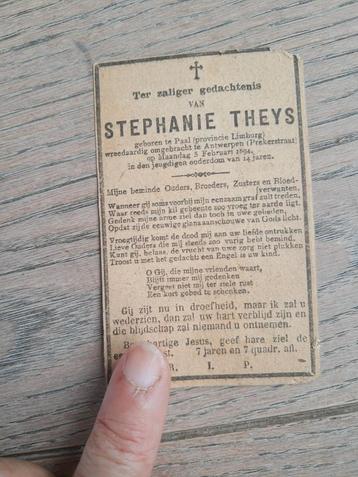 Ter zaliger gedachtenis
VAN
STEPHANIE THEYS
geboren te Paal (provincie Limburg)
wreedaardig omgebracht te Antwerpen (Prekerstraat)
op Maandag 5 Februari 1894,
in den jeugdigen ouderdom van 14 jaren.
Mijne beminde Ouders, Broeders, Zusters en Bloed-
(verwanten,
Wanneer gij soms voorbij mijn eenzaam graf zult treden,
Waar reeds mijn kil gebeente zoo vroeg ter aarde ligt.
Gedenk mijne arme ziel dan toch in uwe gebeden,
Opdat zij de eeuwige glans aanschouwe van Gods licht.
Vroegtijdig komt de dood mij aan uw liefde ontrukken
Lieve Ouders die mij steeds zoo vurig hebt bemind.
Kunt gij, helaas, de vrucht van uwe zorg niet plukken
Troost u met het gedacht een Engel is uw kind.
O Gij, die mijne vrienden waart,
Blijft immer mij gedenken
Vergeet niet mij ter stele rust
Een kort gebed te schenken.
Gij zijt nu in droefheid, maar ik zal u
wederzien, dan zal uw hart verblijd zijn en
die blijdschap zal niemand u ontnemen.
hartige Jesus, geef hare ziel de
st. 7 jaren en 7 quadr. afl.
R. I. P.